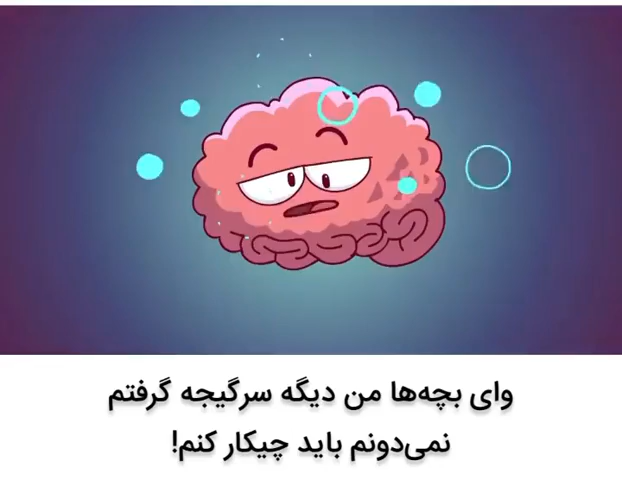 وای بچه‌ها من دیگه سرگیجه گرفتم
نمی‌دونم باید چیکار کنم!